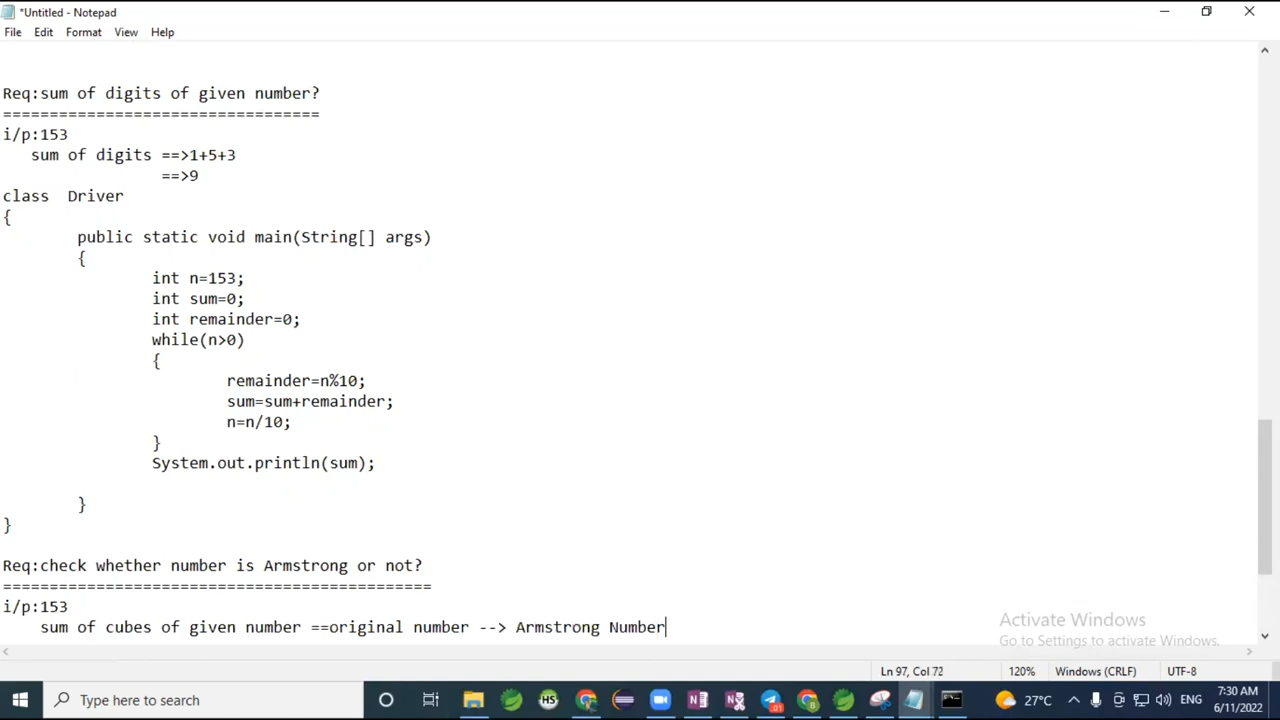 *Untitled - Notepad
File Edit Format View Help
Req:sum of digits of given number?
==================================
i/p:153
   sum of digits ==>1+5+3
                 ==>9
class  Driver
{
        public static void main(String[] args)
        {
                int n=153;
                int sum=0;
                int remainder=0;
                while(n>0)
                {
                        remainder=n%10;
                        sum=sum+remainder;
                        n=n/10;
                }
                System.out.println(sum);
        }
}
Req:check whether number is Armstrong or not?
==============================================
i/p:153
    sum of cubes of given number ==original number --> Armstrong Number
Activate Windows
Go to Settings to activate Windows.
Ln 97, Col 72 120% Windows (CRLF) UTF-8
Type here to search
HS
01
27°C ENG
7:30 AM
6/11/2022